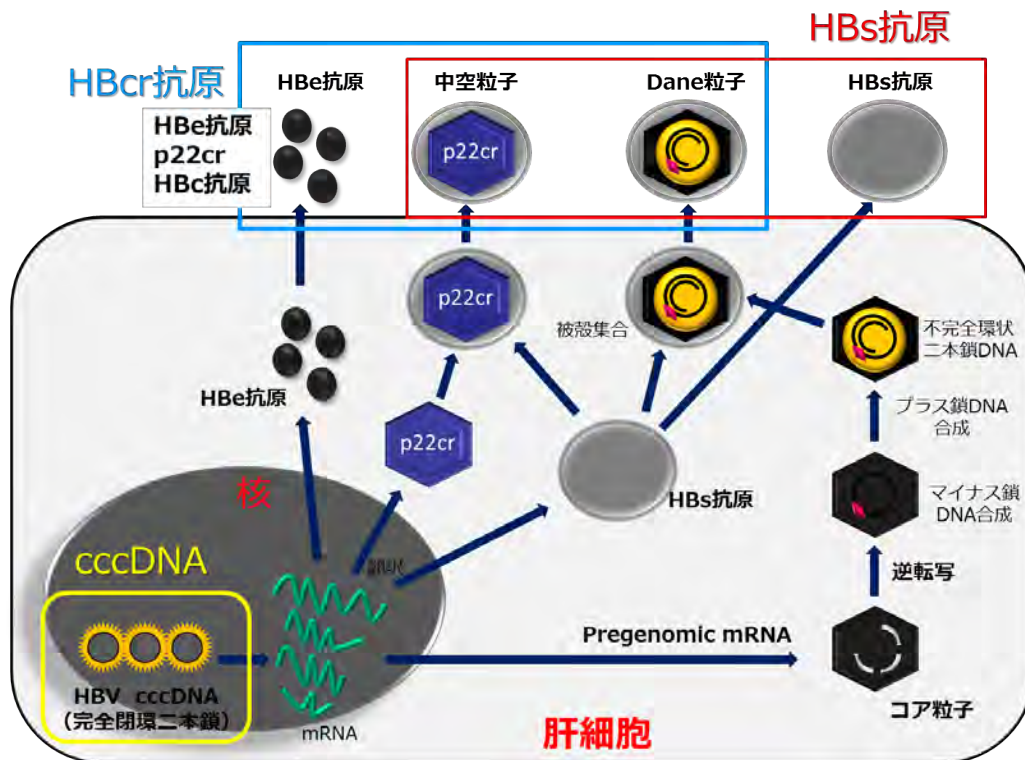 HBs抗原
HBcr抗原
HBe抗原
中空粒子
Dane粒子
HBs抗原
HBe抗原
p22cr
HBc抗原
p22cr
p22cr
被殻集合
不完全環状
二本鎖DNA
HBe抗原
p22cr
プラス鎖DNA
合成
核
HBs抗原
マイナス鎖
DNA合成
cccDNA
逆転写
Pregenomic mRNA
HBV cccDNA
(完全閉環二本鎖)
mRNA
コア粒子
肝細胞